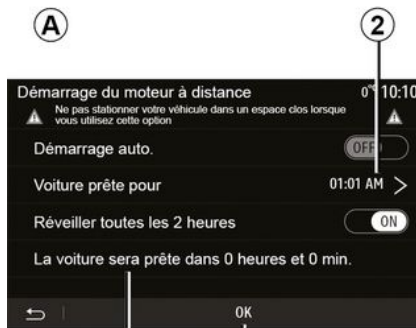 A
2
Démarrage du moteur à distance
0° 10:10
Ne pas stationner votre véhicule dans un espace clos lorsque
vous utilisez cette option
Démarrage auto.
OFF
Voiture prête pour
01:01 AM >
Réveiller toutes les 2 heures
ON
La voiture sera prête dans 0 heures et 0 min.
OK